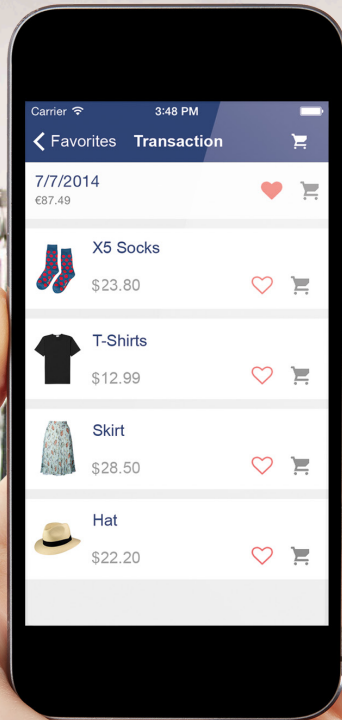 Carrier 3:48 PM
Favorites Transaction
7/7/2014
€87.49
X5 Socks
$23.80
T-Shirts
$12.99
Skirt
$28.50
Hat
$22.20